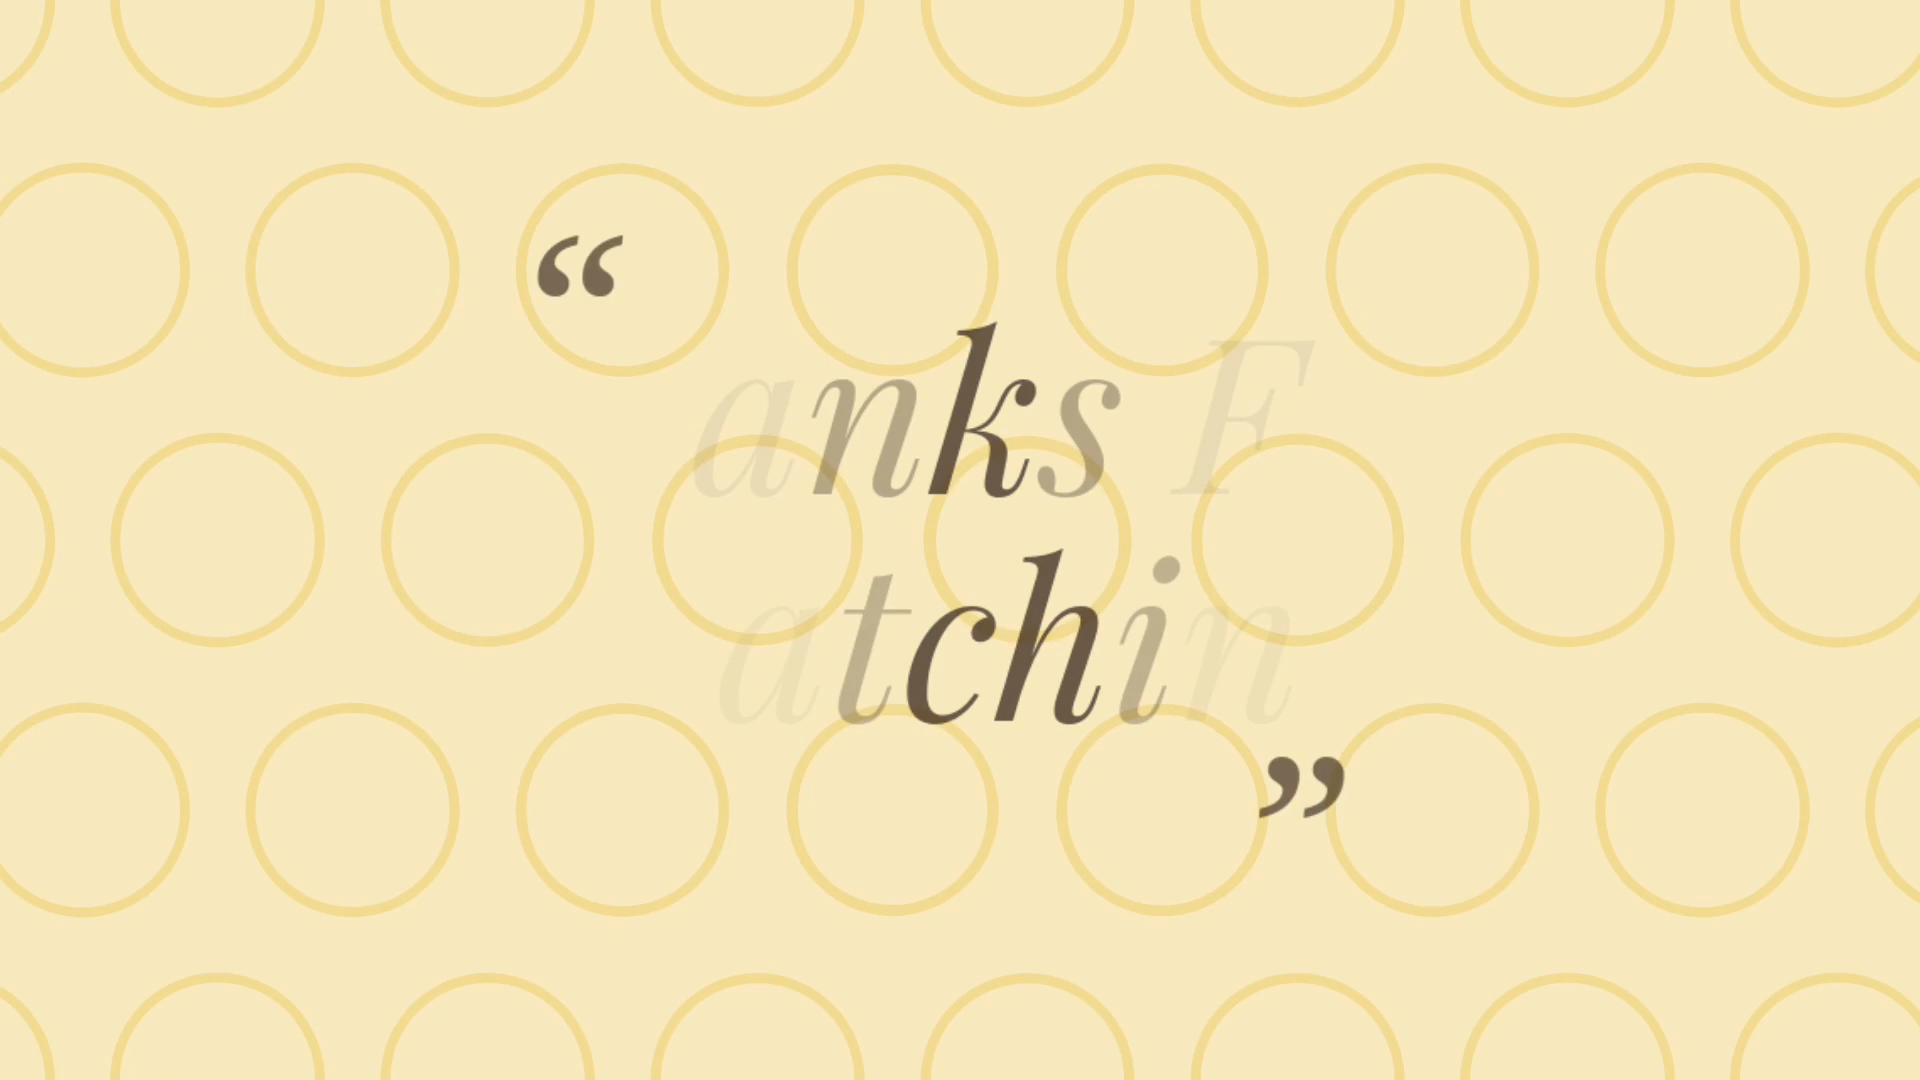 “
anks F
atchin
”